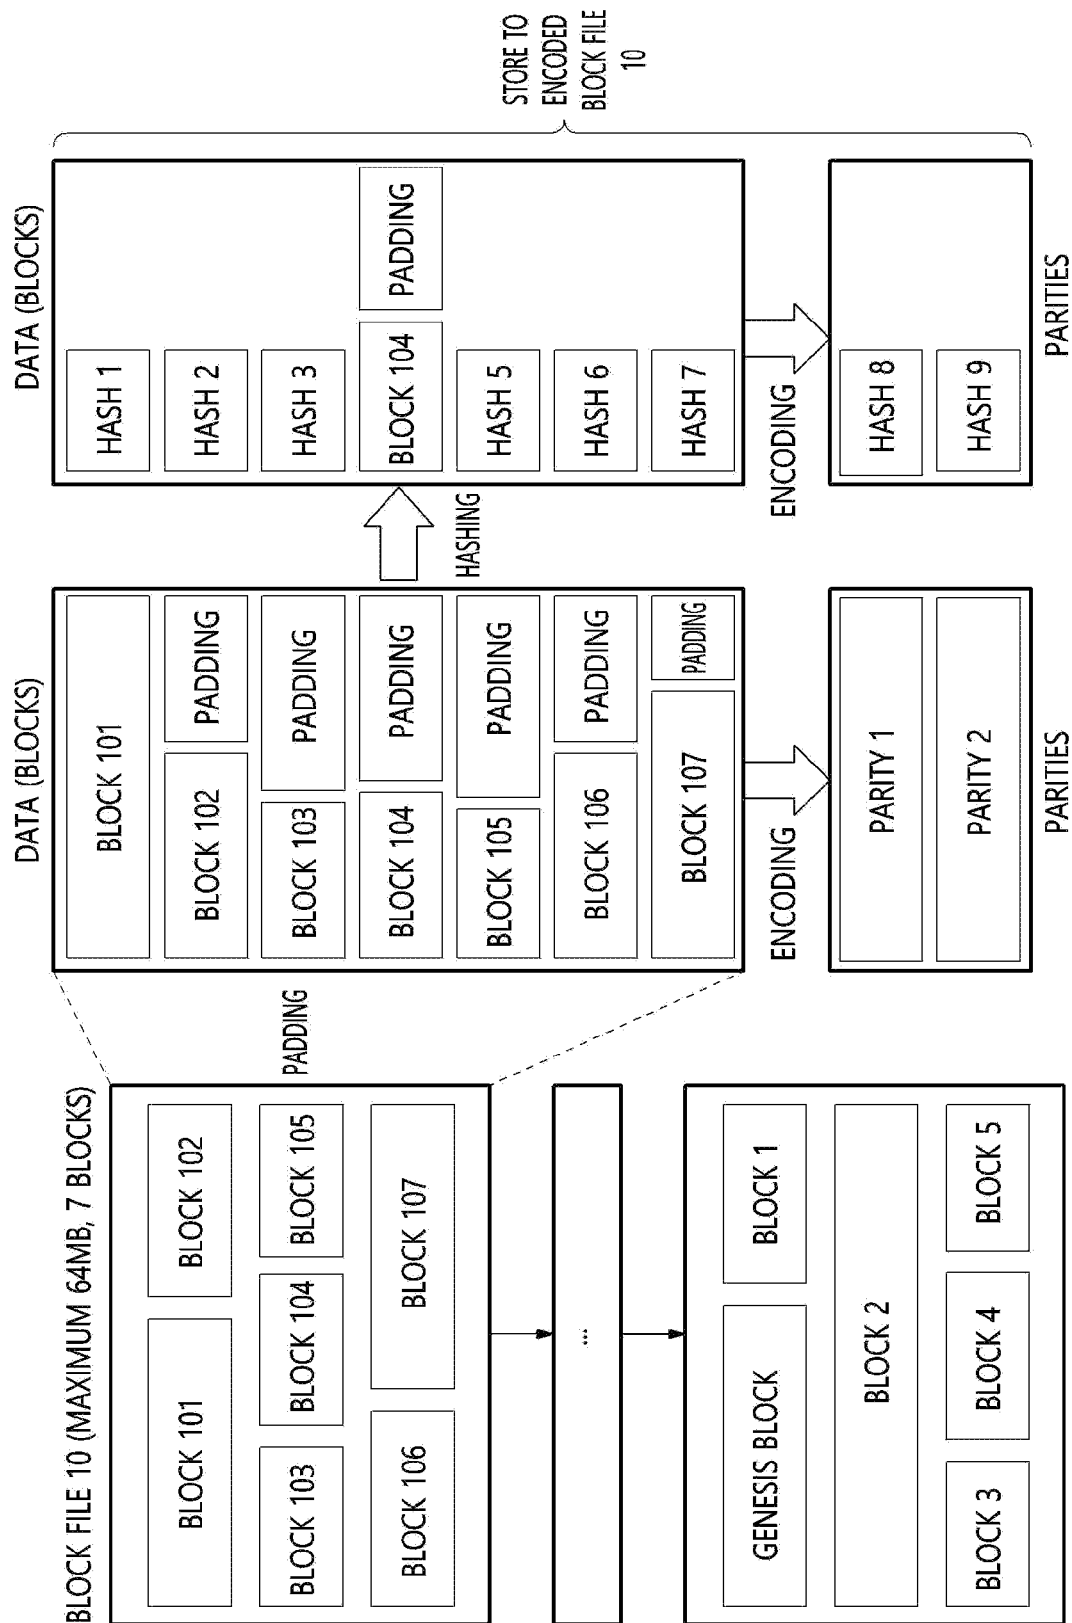 BLOCK FILE 10 (MAXIMUM 64MB, 7 BLOCKS)
BLOCK 101
BLOCK 102
BLOCK 103
BLOCK 104
BLOCK 105
BLOCK 106
BLOCK 107
...
GENESIS BLOCK
BLOCK 1
BLOCK 2
BLOCK 3
BLOCK 4
BLOCK 5
PADDING
DATA (BLOCKS)
BLOCK 101
BLOCK 102
PADDING
BLOCK 103
PADDING
BLOCK 104
PADDING
BLOCK 105
PADDING
BLOCK 106
PADDING
BLOCK 107
PADDING
ENCODING
PARITY 1
PARITY 2
PARITIES
HASHING
DATA (BLOCKS)
HASH 1
HASH 2
HASH 3
BLOCK 104
PADDING
HASH 5
HASH 6
HASH 7
ENCODING
HASH 8
HASH 9
PARITIES
STORE TO
ENCODED
BLOCK FILE
10